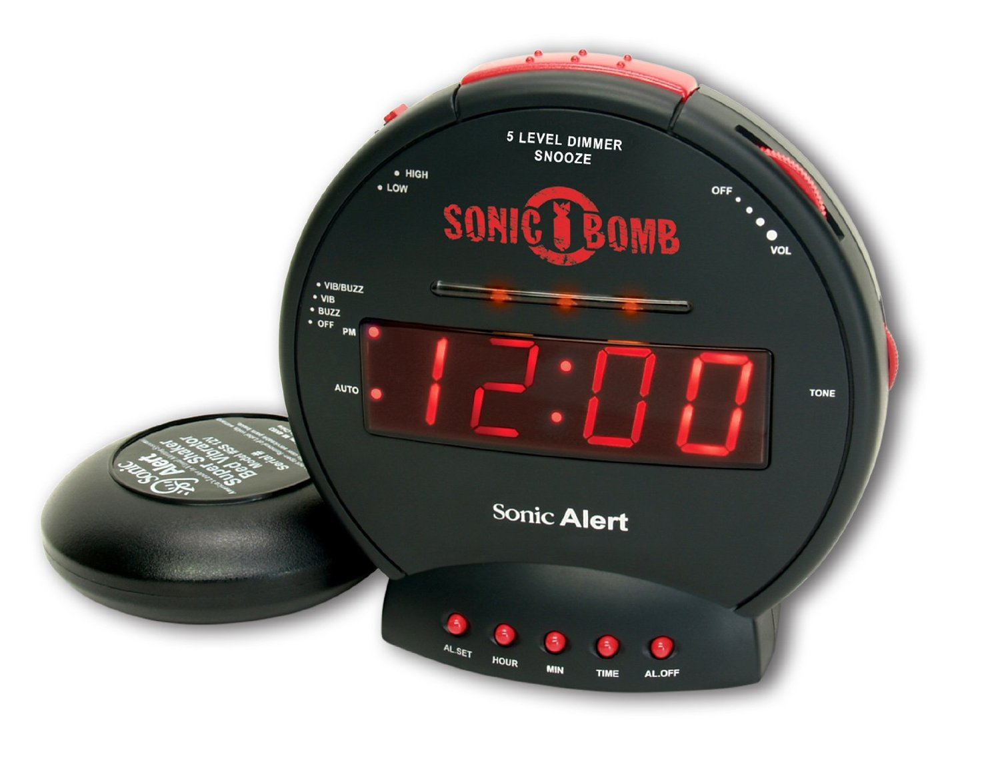 5 LEVEL DIMMER
SNOOZE
HIGH
LOW
OFF
VOL
SONIC BOMB
VIB/BUZZ
VIB
BUZZ
OFF
PM
12:00
AUTO
TONE
Sonic Alert
AL.SET
HOUR
MIN
TIME
AL.OFF
Sonic
Alert
Super Shaker
Bed Vibrator
Model #SS 12V
Serial#